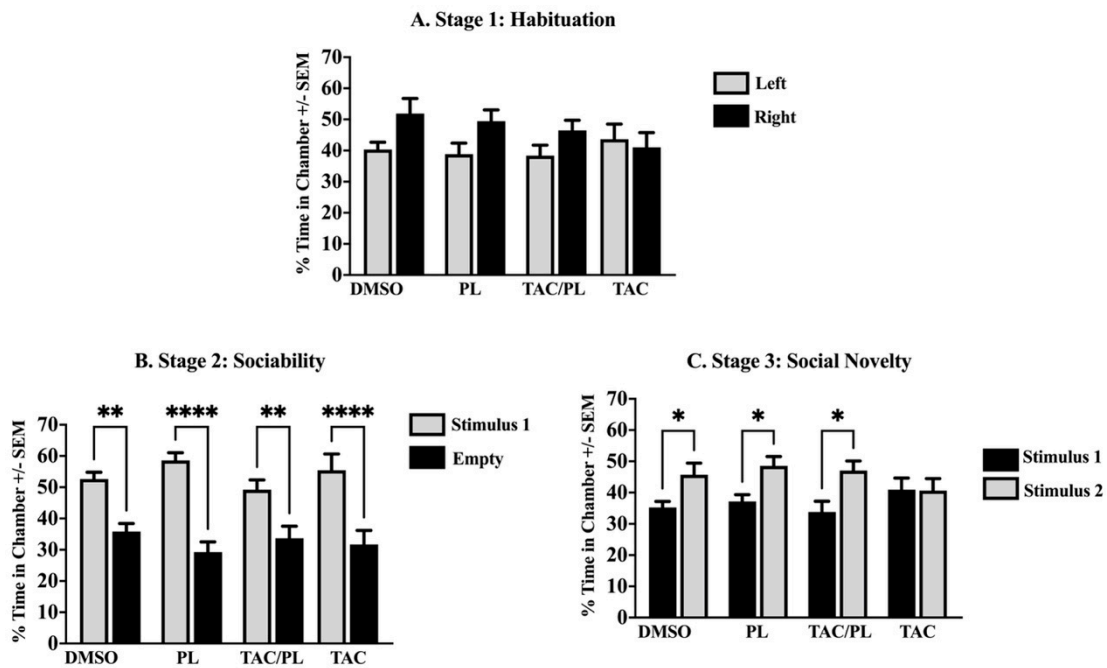 A. Stage 1: Habituation
% Time in Chamber +/- SEM
70
60
50
40
30
20
10
0
DMSO PL TAC/PL TAC
Left
Right
B. Stage 2: Sociability
% Time in Chamber +/- SEM
70
60
50
40
30
20
10
0
** **** ** ****
DMSO PL TAC/PL TAC
Stimulus 1
Empty
C. Stage 3: Social Novelty
% Time in Chamber +/- SEM
70
60
50
40
30
20
10
0
* * *
DMSO PL TAC/PL TAC
Stimulus 1
Stimulus 2